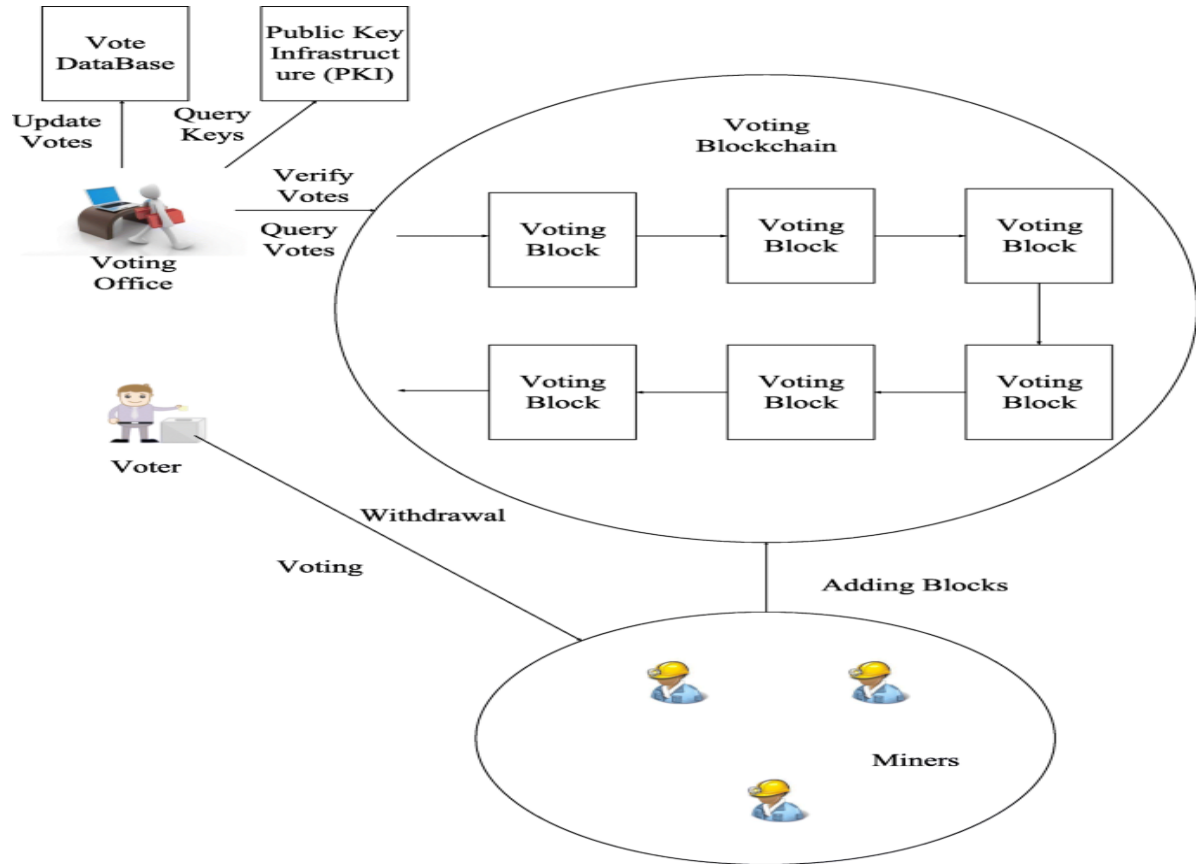 Vote
DataBase
Public Key
Infrastruct
ure (PKI)
Update
Votes
Query
Keys
Verify
Votes
Query
Votes
Voting
Office
Voting
Blockchain
Voting
Block
Voting
Block
Voting
Block
Voting
Block
Voting
Block
Voting
Block
Voter
Withdrawal
Voting
Adding Blocks
Miners